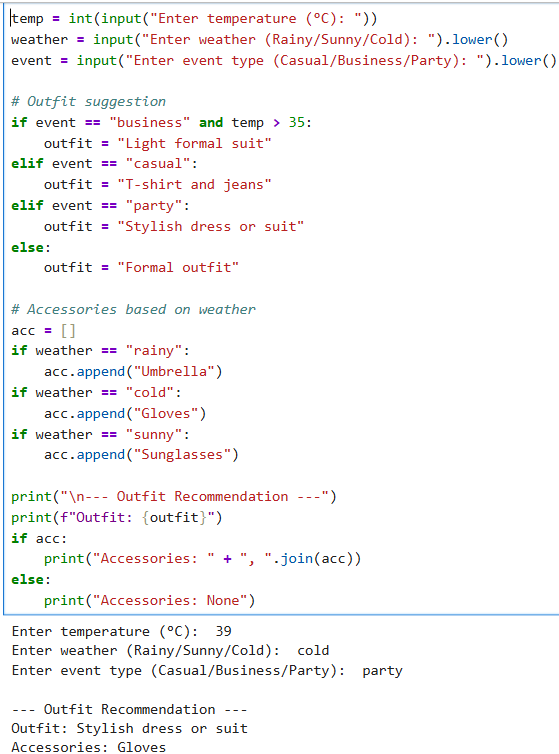 temp = int(input("Enter temperature (°C): "))
weather = input("Enter weather (Rainy/Sunny/Cold): ").lower()
event = input("Enter event type (Casual/Business/Party): ").lower()

# Outfit suggestion
if event == "business" and temp > 35:
    outfit = "Light formal suit"
elif event == "casual":
    outfit = "T-shirt and jeans"
elif event == "party":
    outfit = "Stylish dress or suit"
else:
    outfit = "Formal outfit"

# Accessories based on weather
acc = []
if weather == "rainy":
    acc.append("Umbrella")
if weather == "cold":
    acc.append("Gloves")
if weather == "sunny":
    acc.append("Sunglasses")

print("\n--- Outfit Recommendation ---")
print(f"Outfit: {outfit}")
if acc:
    print("Accessories: " + ", ".join(acc))
else:
    print("Accessories: None")
Enter temperature (°C):  39
Enter weather (Rainy/Sunny/Cold):  cold
Enter event type (Casual/Business/Party):  party

--- Outfit Recommendation ---
Outfit: Stylish dress or suit
Accessories: Gloves